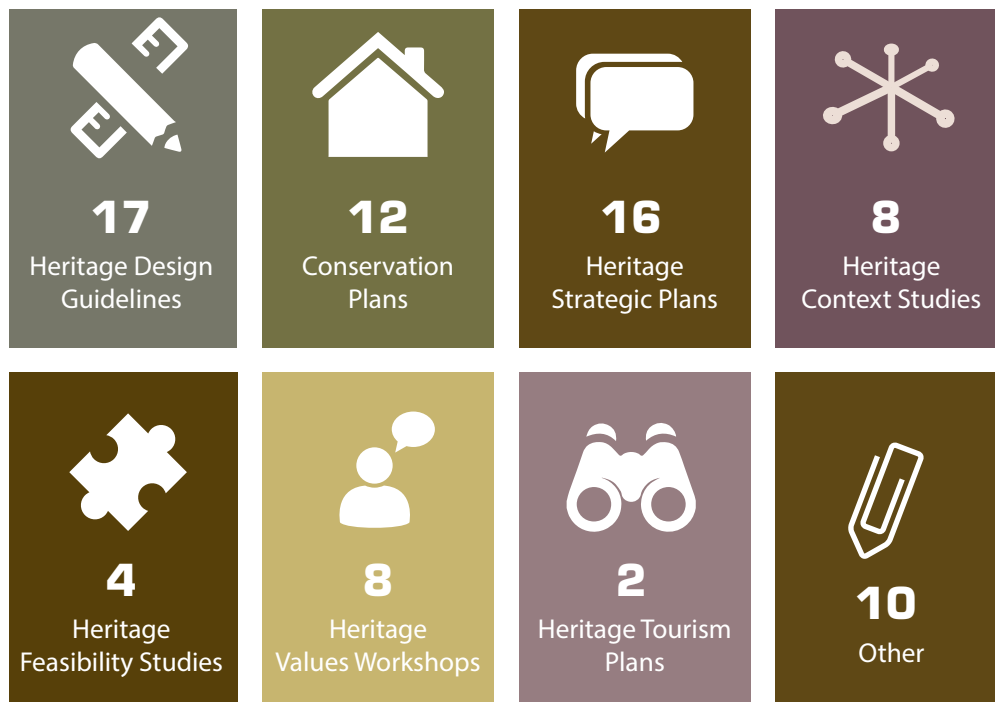 17
Heritage Design
Guidelines
12
Conservation
Plans
16
Heritage
Strategic Plans
8
Heritage
Context Studies
4
Heritage
Feasibility Studies
8
Heritage
Values Workshops
2
Heritage Tourism
Plans
10
Other